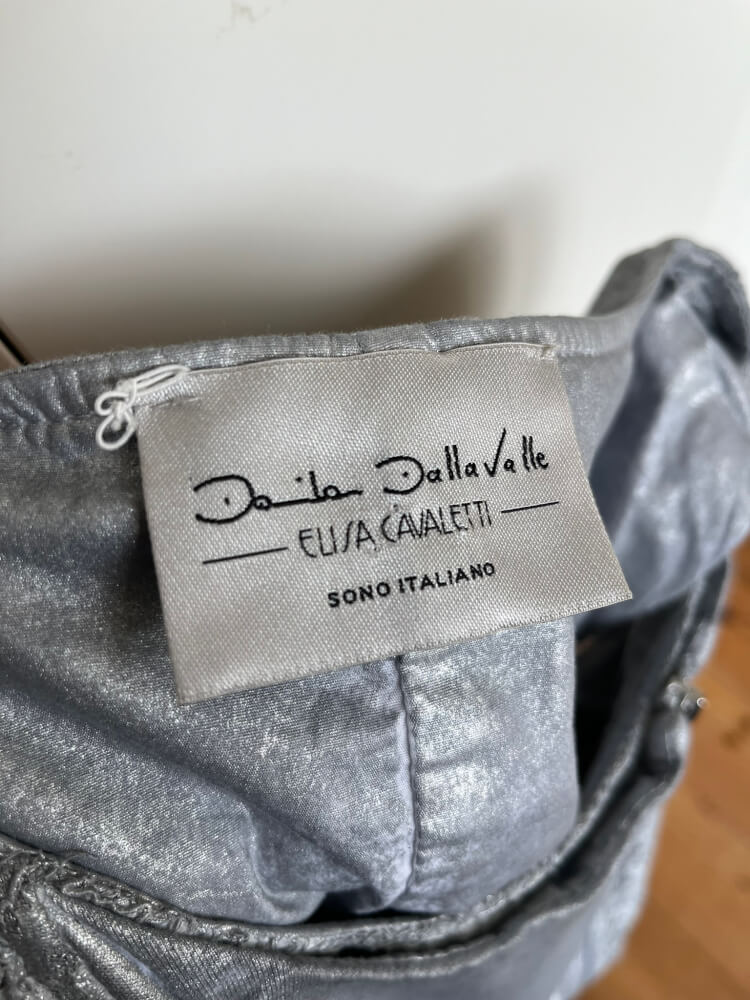 Daniela DallaValle
ELISA CAVALETTI
SONO ITALIANO